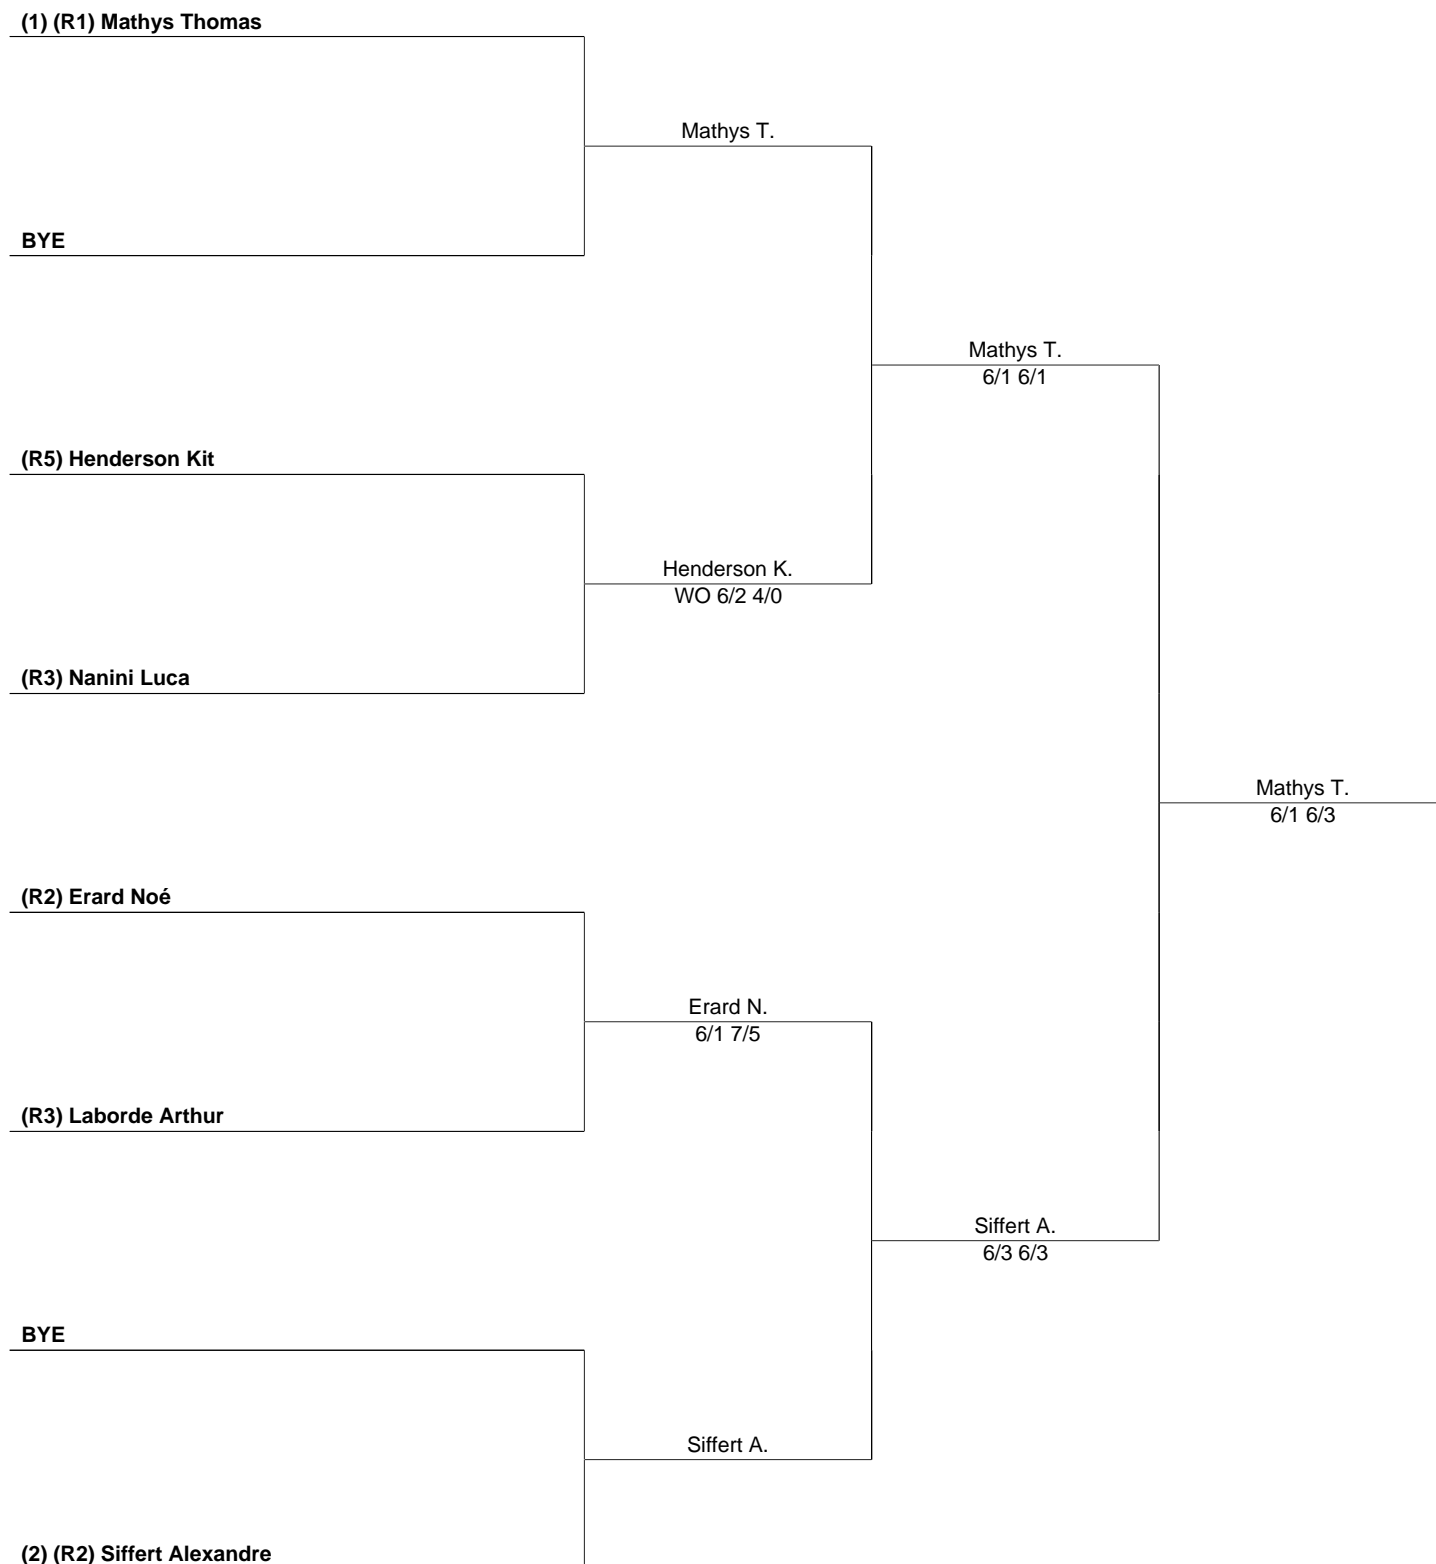 (1) (R1) Mathys Thomas
Mathys T.
BYE
Mathys T.
6/1 6/1
(R5) Henderson Kit
Henderson K.
WO 6/2 4/0
(R3) Nanini Luca
Mathys T.
6/1 6/3
(R2) Erard Noé
Erard N.
6/1 7/5
(R3) Laborde Arthur
Siffert A.
6/3 6/3
BYE
Siffert A.
(2) (R2) Siffert Alexandre